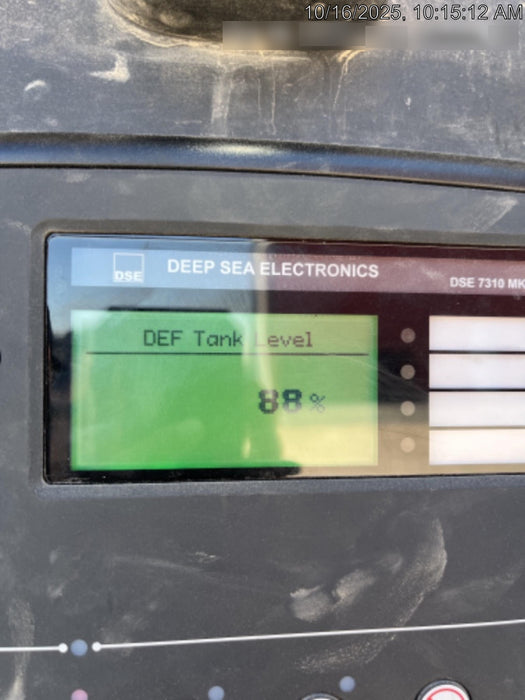 10/16/2025, 10:15:12 AM
DSE
DEEP SEA ELECTRONICS
DSE 7310 MK
DEF Tank Level
88 %